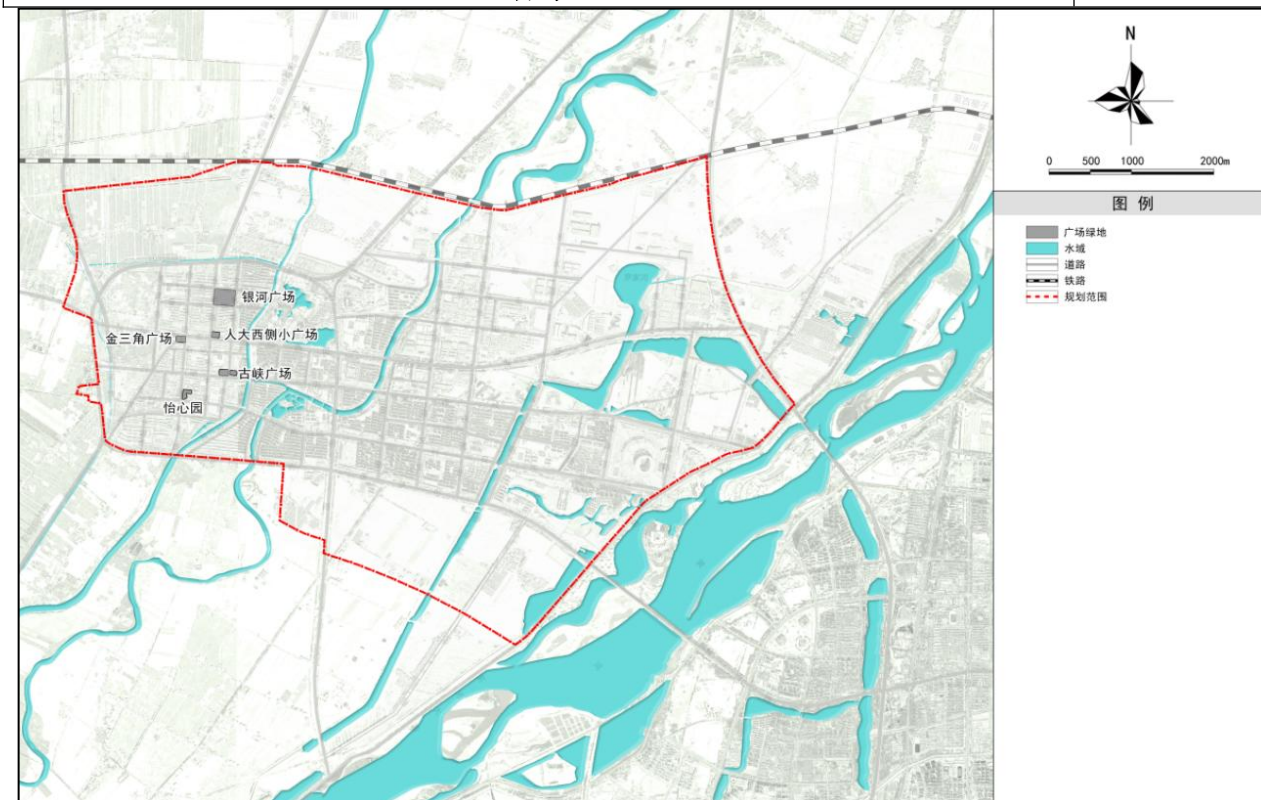 N
0 500 1000 2000m
图 例
广场绿地
水域
道路
铁路
规划范围
银河广场
人大西侧小广场
金三角广场
古峡广场
怡心园